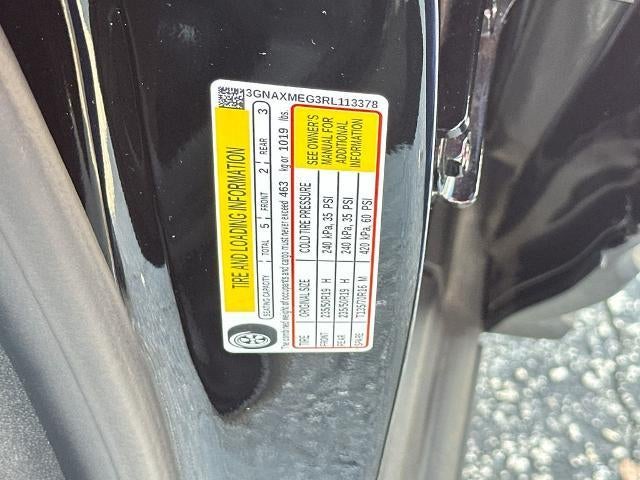 3GNAXMEG3RL113378
TIRE AND LOADING INFORMATION
SEATING CAPACITY TOTAL 5 FRONT 2 REAR 3
The combined weight of occupants and cargo must never exceed 463 kg or 1019 lbs.
TIRE ORIGINAL SIZE COLD TIRE PRESSURE
FRONT 235/50R19 H 240 kPa, 35 PSI
REAR 235/50R19 H 240 kPa, 35 PSI
SPARE T135/70R16 M 420 kPa, 60 PSI
SEE OWNER'S
MANUAL FOR
ADDITIONAL
INFORMATION